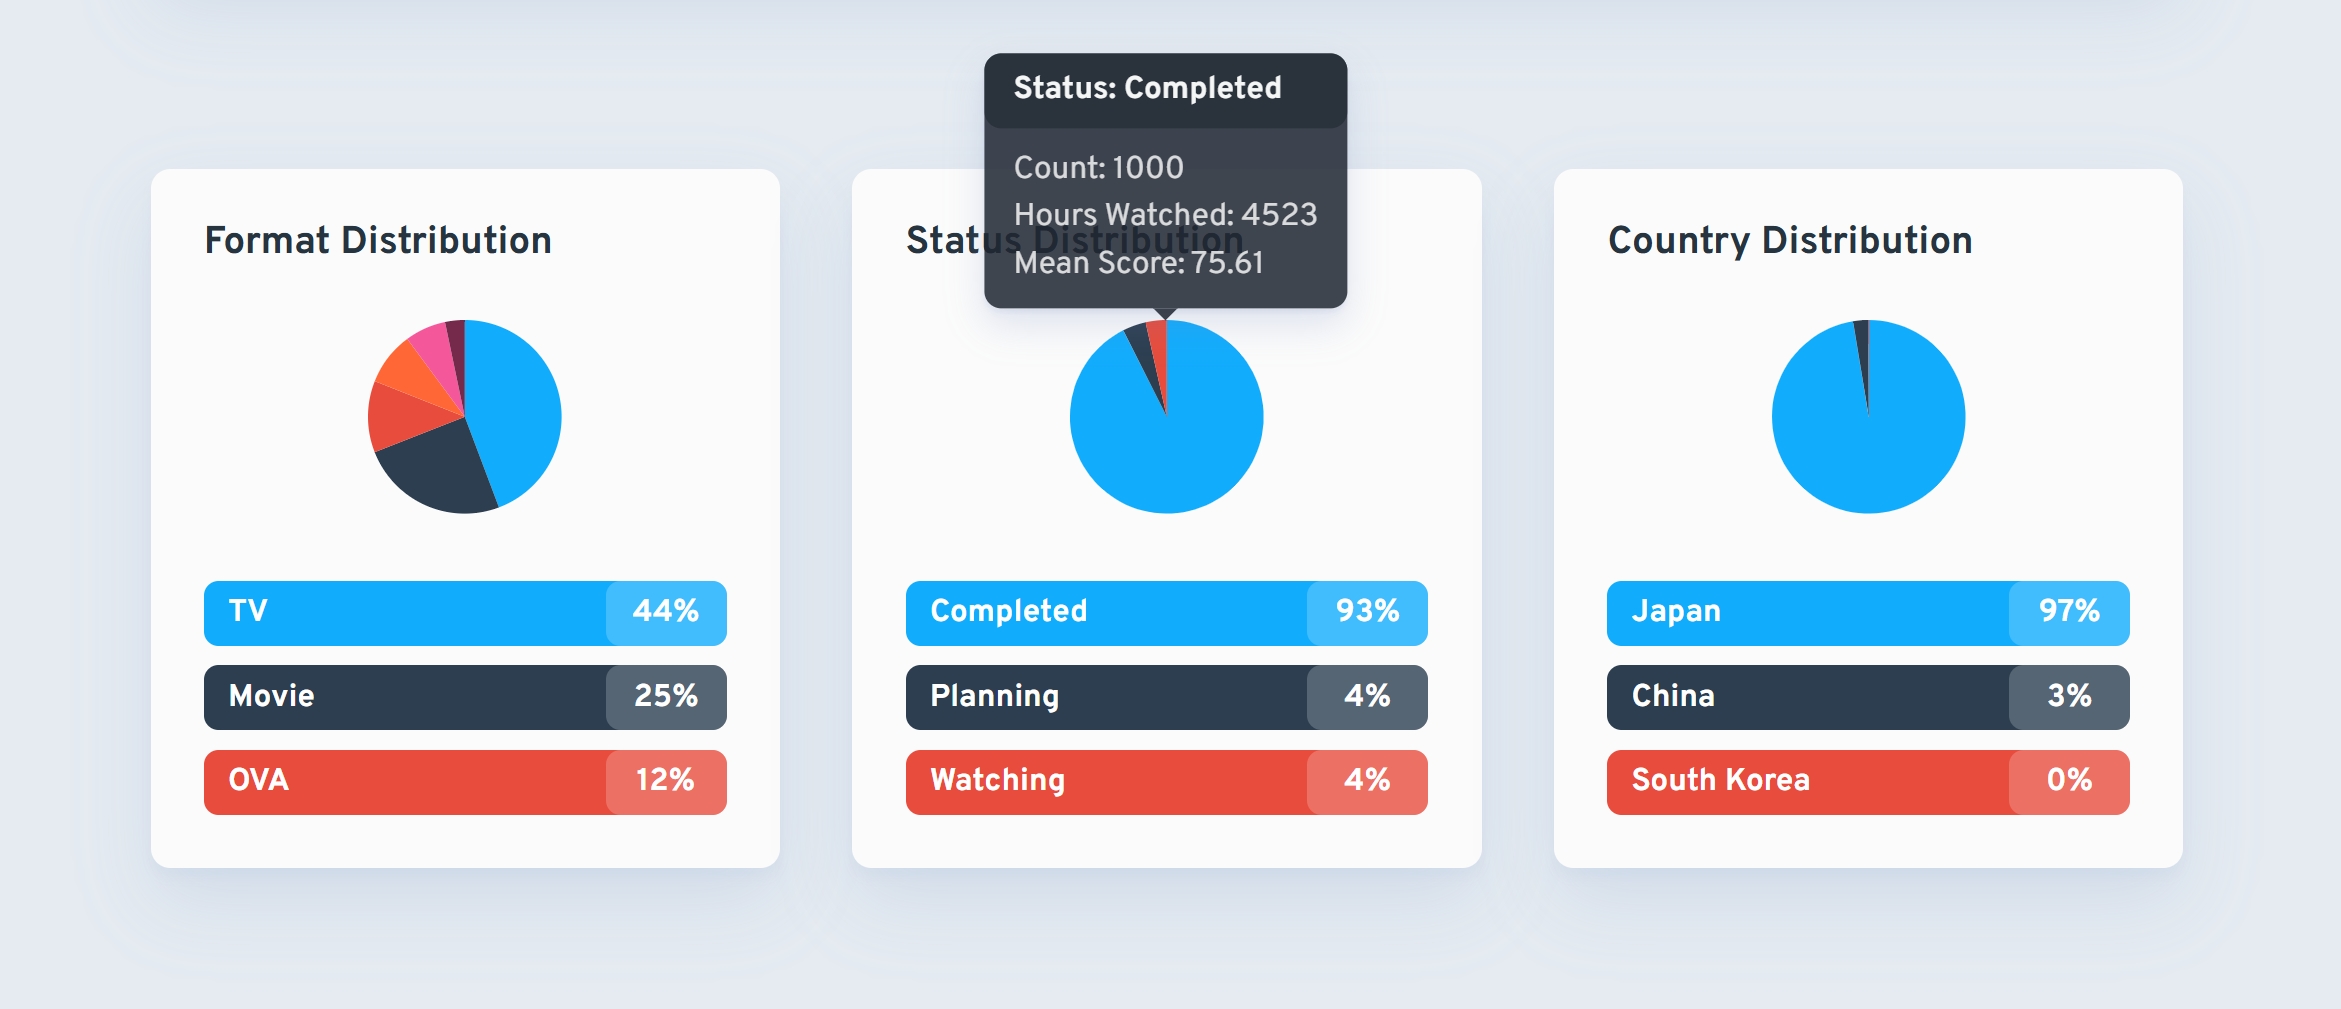 Status: Completed
Count: 1000
Hours Watched: 4523
Mean Score: 75.61
Format Distribution
TV 44%
Movie 25%
OVA 12%
Status Distribution
Completed 93%
Planning 4%
Watching 4%
Country Distribution
Japan 97%
China 3%
South Korea 0%